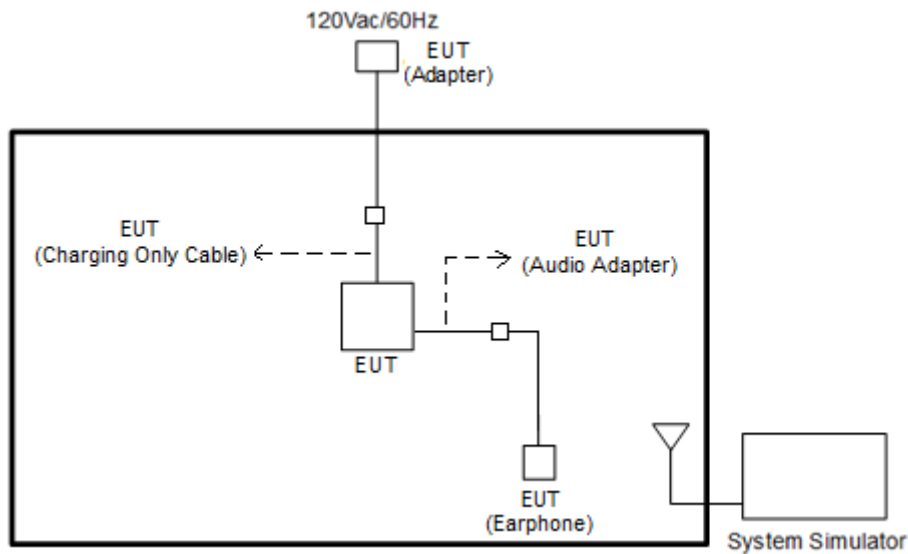 120Vac/60Hz
EUT
(Adapter)
EUT
(Charging Only Cable)
EUT
(Audio Adapter)
EUT
EUT
(Earphone)
System Simulator